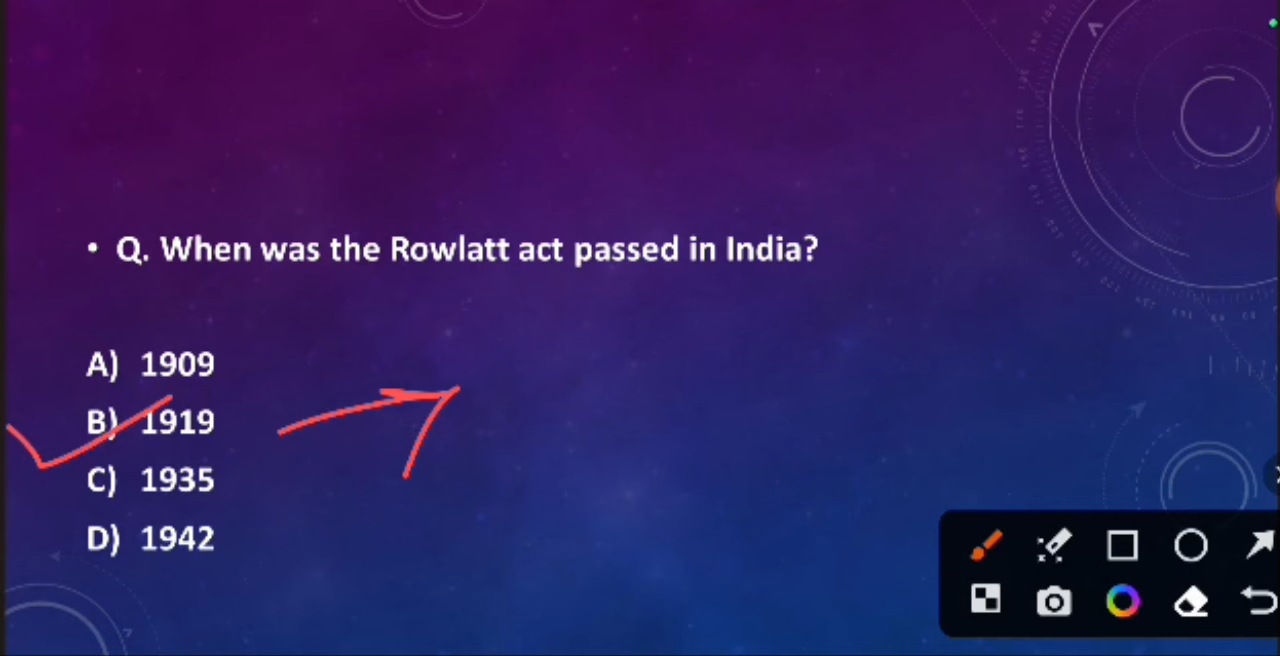 • Q. When was the Rowlatt act passed in India?
A) 1909
B) 1919
C) 1935
D) 1942